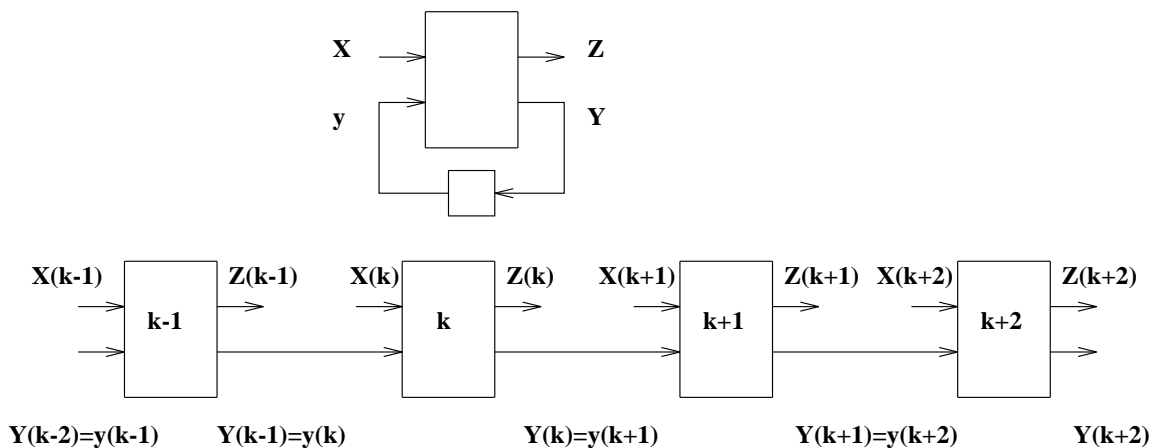 X Z
y Y
X(k-1) Z(k-1) X(k) Z(k) X(k+1) Z(k+1) X(k+2) Z(k+2)
k-1 k k+1 k+2
Y(k-2)=y(k-1) Y(k-1)=y(k) Y(k)=y(k+1) Y(k+1)=y(k+2) Y(k+2)